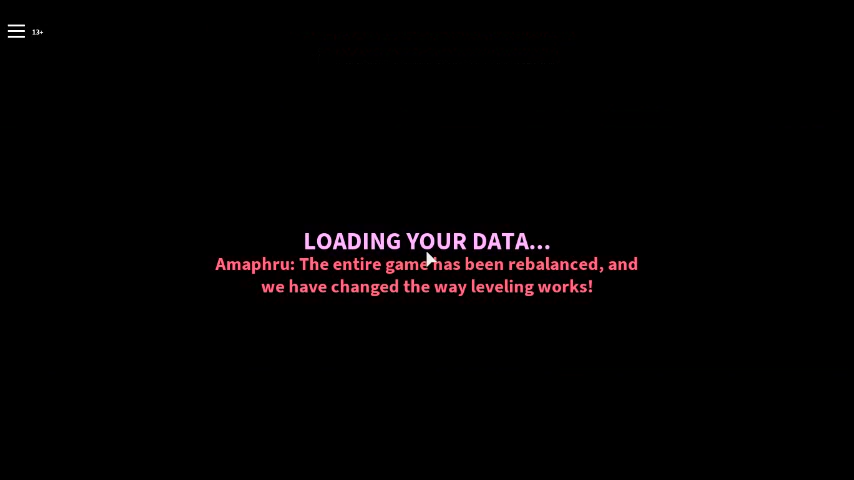 13+
LOADING YOUR DATA...
Amaphru: The entire game has been rebalanced, and
we have changed the way leveling works!